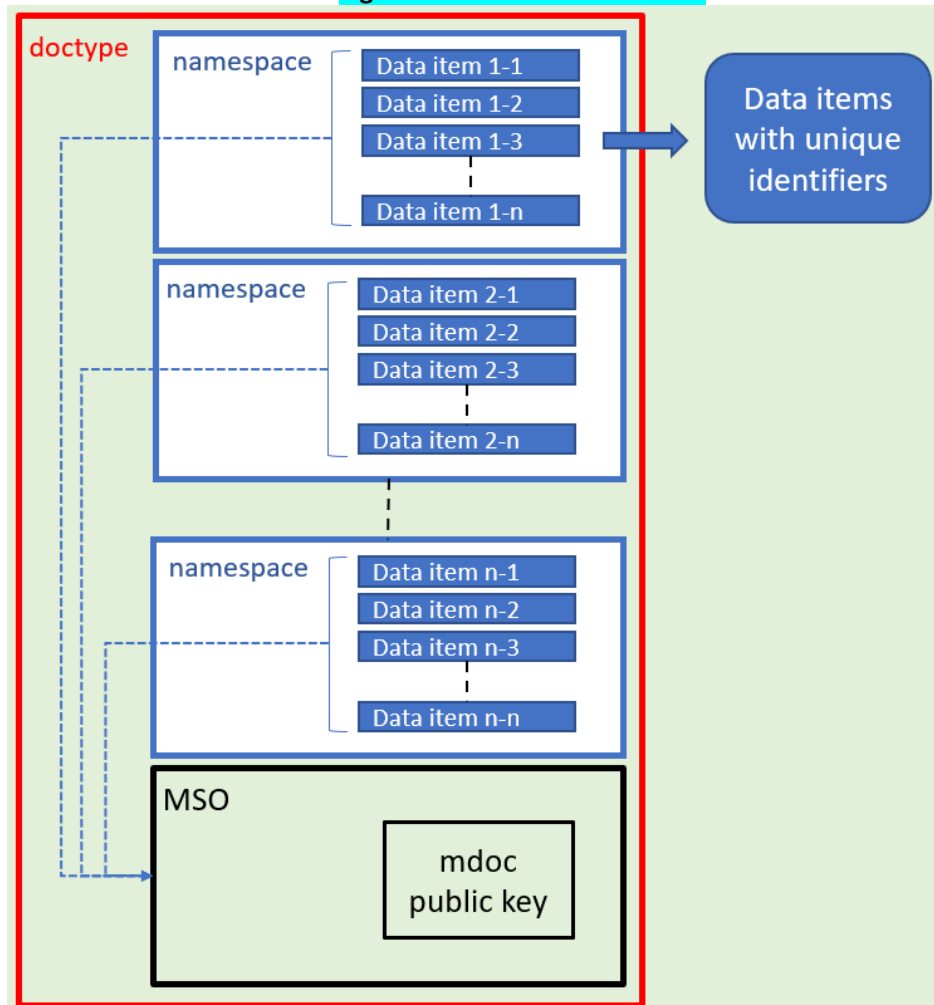 doctype
namespace
Data item 1-1
Data item 1-2
Data item 1-3
Data item 1-n
Data items
with unique
identifiers
namespace
Data item 2-1
Data item 2-2
Data item 2-3
Data item 2-n
namespace
Data item n-1
Data item n-2
Data item n-3
Data item n-n
MSO
mdoc
public key